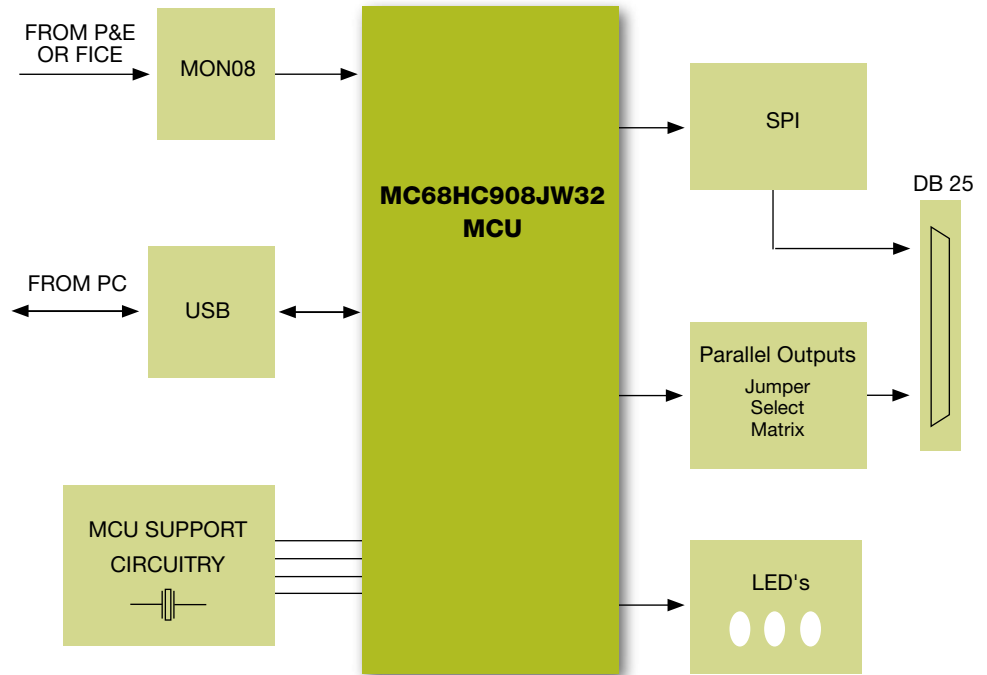 FROM P&E
OR FICE
MON08
FROM PC
USB
MCU SUPPORT
CIRCUITRY
MC68HC908JW32
MCU
SPI
DB 25
Parallel Outputs
Jumper
Select
Matrix
LED's